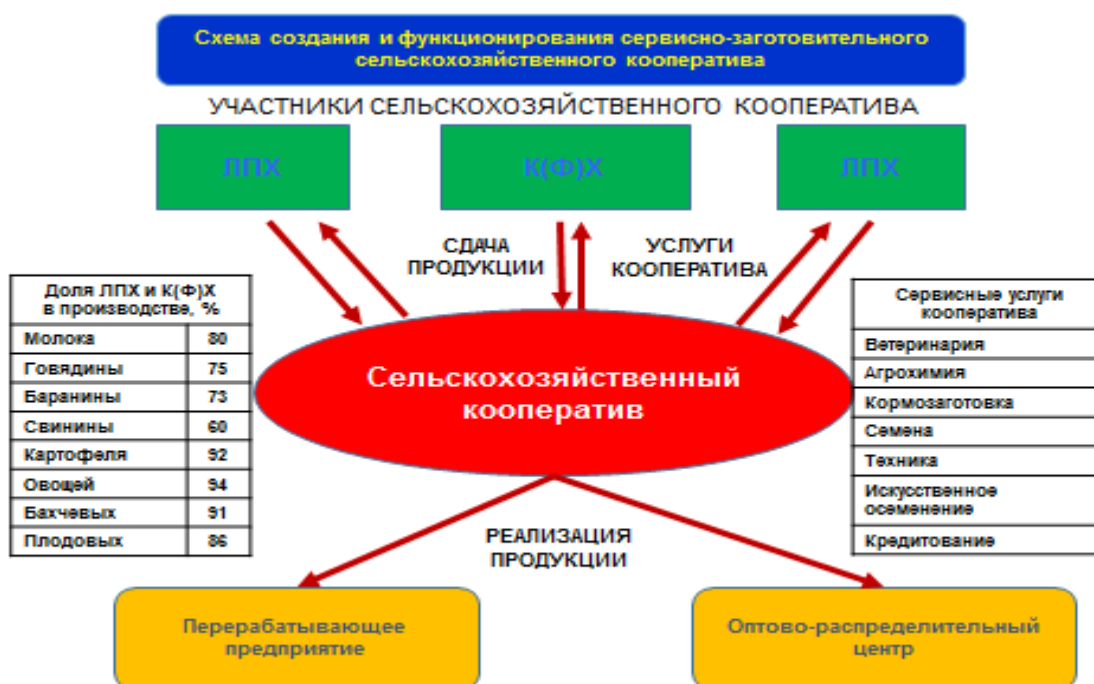 Схема создания и функционирования сервисно-заготовительного
сельскохозяйственного кооператива
УЧАСТНИКИ СЕЛЬСКОХОЗЯЙСТВЕННОГО КООПЕРАТИВА
ЛПХ
К(Ф)Х
ЛПХ
СДАЧА
ПРОДУКЦИИ
УСЛУГИ
КООПЕРАТИВА
Доля ЛПХ и К(Ф)Х
в производстве, %
Молока 80
Говядины 75
Баранины 73
Свинины 60
Картофеля 92
Овощей 94
Бахчевых 91
Плодовых 86
Сельскохозяйственный
кооператив
Сервисные услуги
кооператива
Ветеринария
Агрохимия
Кормозаготовка
Семена
Техника
Искусственное
осеменение
Кредитование
РЕАЛИЗАЦИЯ
ПРОДУКЦИИ
Перерабатывающее
предприятие
Оптово-распределительный
центр